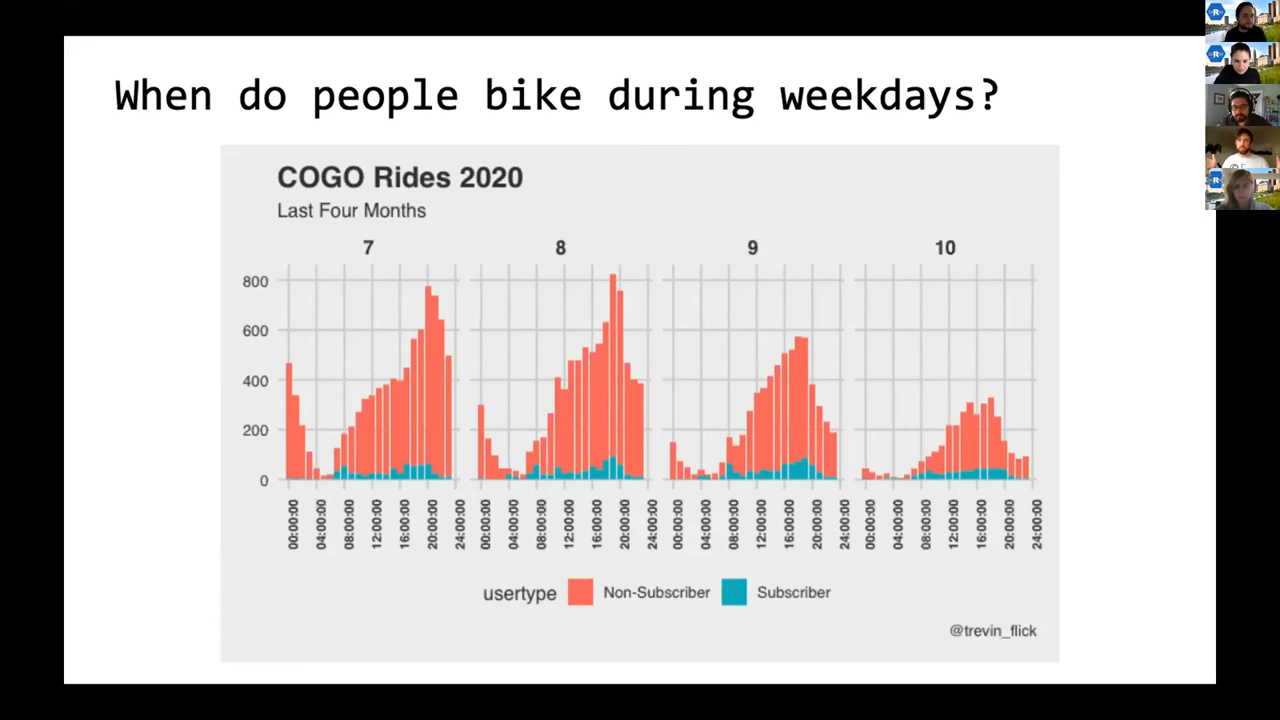 When do people bike during weekdays?
COGO Rides 2020
Last Four Months
7 8 9 10
800
600
400
200
0
00:00:00 04:00:00 08:00:00 12:00:00 16:00:00 20:00:00 24:00:00 00:00:00 04:00:00 08:00:00 12:00:00 16:00:00 20:00:00 24:00:00 00:00:00 04:00:00 08:00:00 12:00:00 16:00:00 20:00:00 24:00:00 00:00:00 04:00:00 08:00:00 12:00:00 16:00:00 20:00:00 24:00:00
usertype Non-Subscriber Subscriber
@trevin_flick
R
R
R